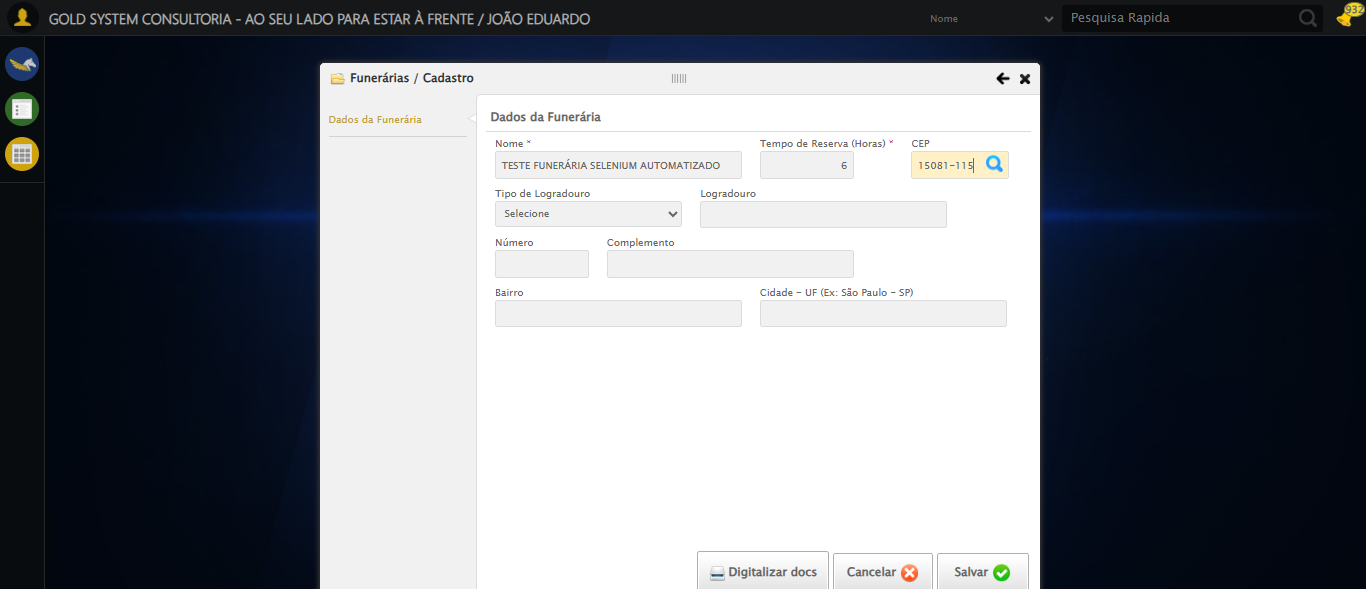 GOLD SYSTEM CONSULTORIA - AO SEU LADO PARA ESTAR À FRENTE / JOÃO EDUARDO
Nome
Pesquisa Rapida
932
Funerárias / Cadastro
Dados da Funerária
Dados da Funerária
Nome *
Tempo de Reserva (Horas) *
CEP
TESTE FUNERÁRIA SELENIUM AUTOMATIZADO
6
15081-115
Tipo de Logradouro
Logradouro
Selecione
Número
Complemento
Bairro
Cidade - UF (Ex: São Paulo - SP)
Digitalizar docs
Cancelar
Salvar